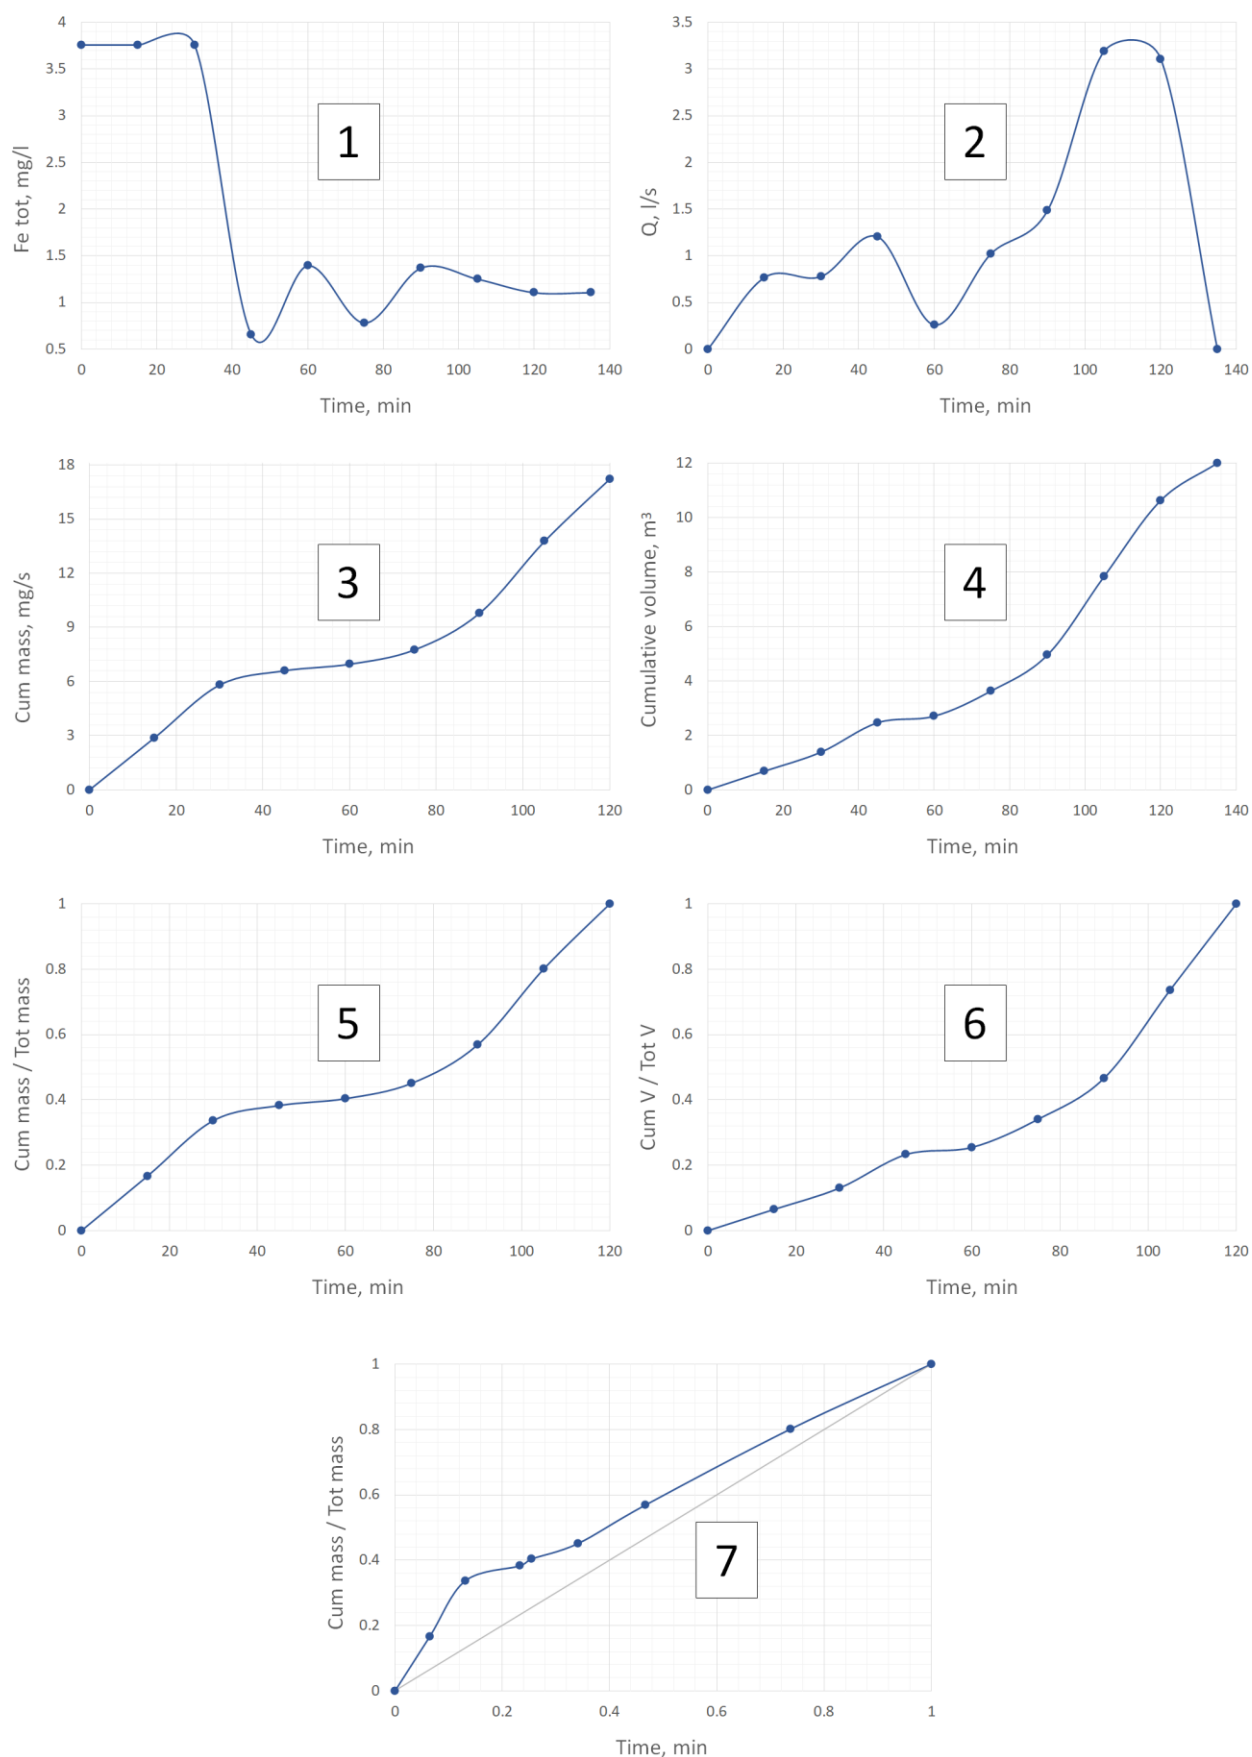 4
3.5
3
2.5
2
1.5
1
0.5
Fe tot, mg/l
1
0 20 40 60 80 100 120 140
Time, min
3.5
3
2.5
2
1.5
1
0.5
0
Q, l/s
2
0 20 40 60 80 100 120 140
Time, min
18
15
12
9
6
3
0
Cum mass, mg/s
3
0 20 40 60 80 100 120
Time, min
12
10
8
6
4
2
0
Cumulative volume, m³
4
0 20 40 60 80 100 120 140
Time, min
1
0.8
0.6
0.4
0.2
0
Cum mass / Tot mass
5
0 20 40 60 80 100 120
Time, min
1
0.8
0.6
0.4
0.2
0
Cum V / Tot V
6
0 20 40 60 80 100 120
Time, min
1
0.8
0.6
0.4
0.2
0
Cum mass / Tot mass
7
0 0.2 0.4 0.6 0.8 1
Time, min